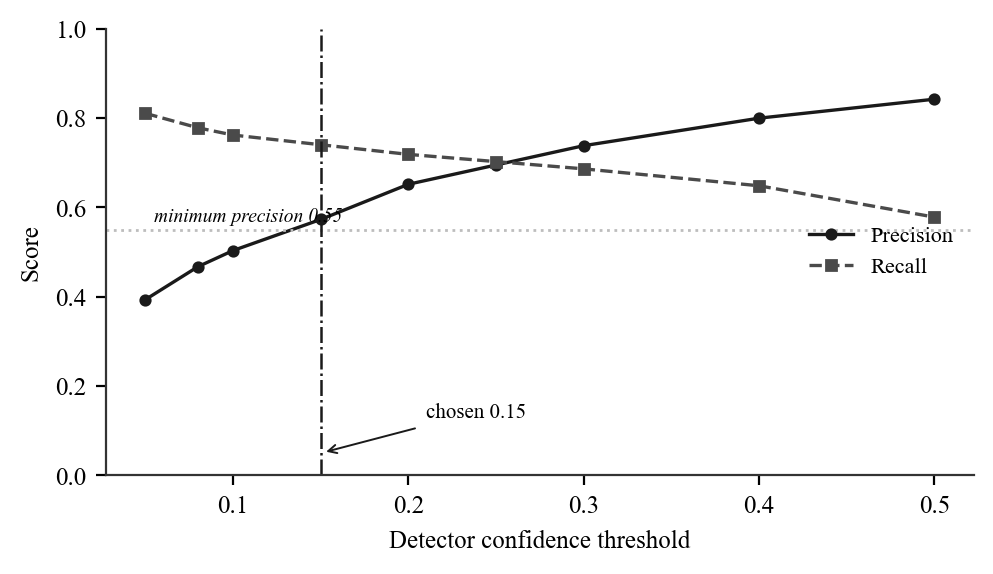 1.0
0.8
0.6
0.4
0.2
0.0
Score
minimum precision 0.55
Precision
Recall
chosen 0.15
0.1 0.2 0.3 0.4 0.5
Detector confidence threshold